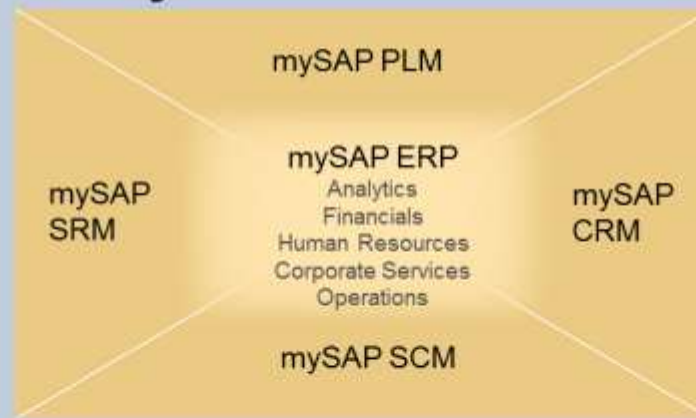 mySAP PLM
mySAP ERP
Analytics
Financials
Human Resources
Corporate Services
Operations
mySAP
SRM
mySAP
CRM
mySAP SCM